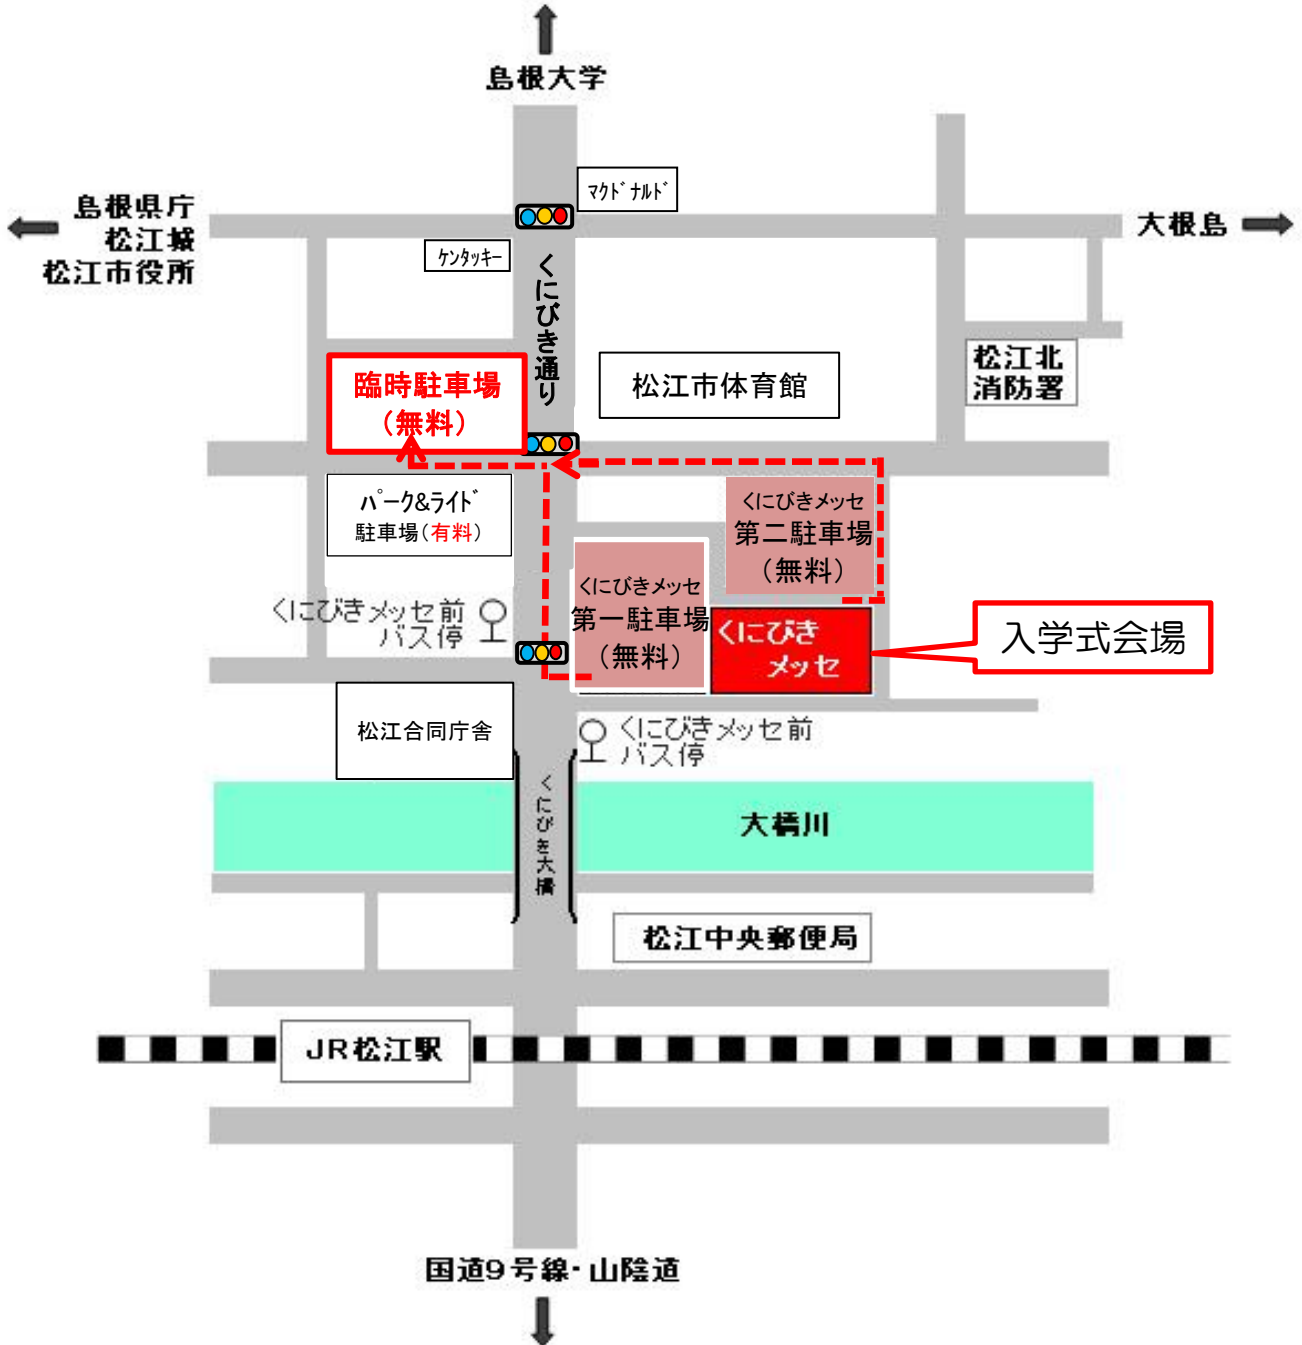 島根大学
マクドナルド
島根県庁
松江城
松江市役所
大根島
ケンタッキー
くにびき通り
松江北
消防署
臨時駐車場
（無料）
松江市体育館
パーク&ライド
駐車場（有料）
くにびきメッセ
第二駐車場
（無料）
くにびきメッセ
第一駐車場
（無料）
くにびきメッセ前
バス停
くにびき
メッセ
入学式会場
松江合同庁舎
くにびきメッセ前
バス停
くにびき大橋
大橋川
松江中央郵便局
JR松江駅
国道9号線・山陰道